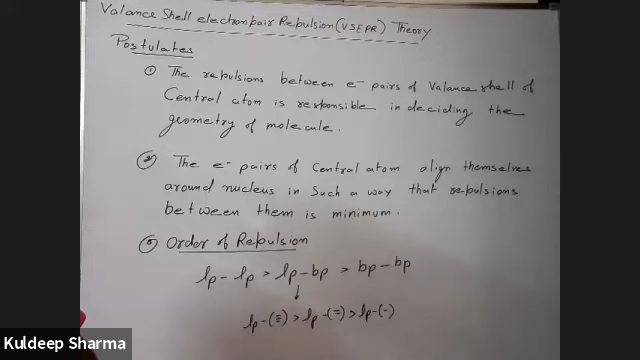 Valance Shell electron pair Repulsion (VSEPR) Theory
Postulates
① The repulsions between e⁻ pairs of Valance shell of
Central atom is responsible in deciding the
geometry of molecule.
② The e⁻ pairs of Central atom align themselves
around nucleus in such a way that repulsions
between them is minimum.
③ Order of Repulsion
lp - lp > lp - bp > bp - bp
↓
lp-(≡) > lp-(=) > lp-(-)
Kuldeep Sharma